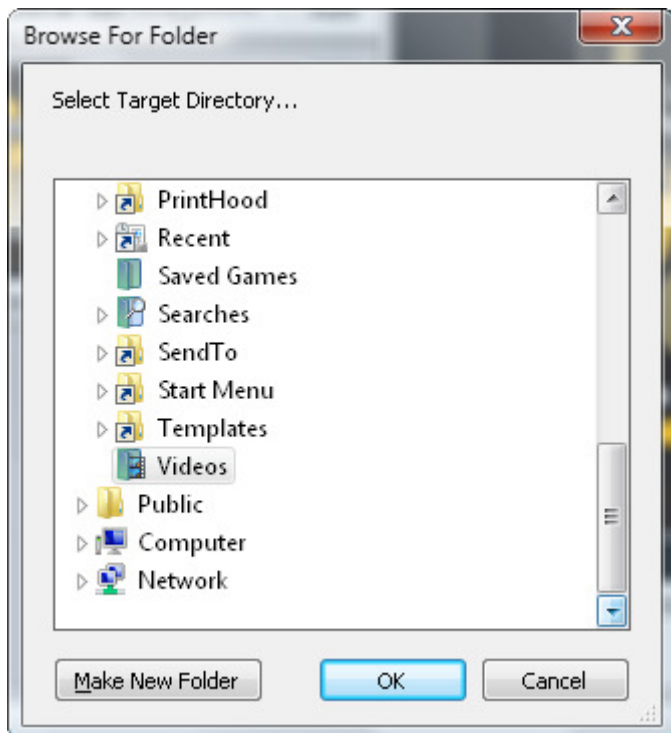 Browse For Folder
Select Target Directory...
PrintHood
Recent
Saved Games
Searches
SendTo
Start Menu
Templates
Videos
Public
Computer
Network
Make New Folder
OK
Cancel